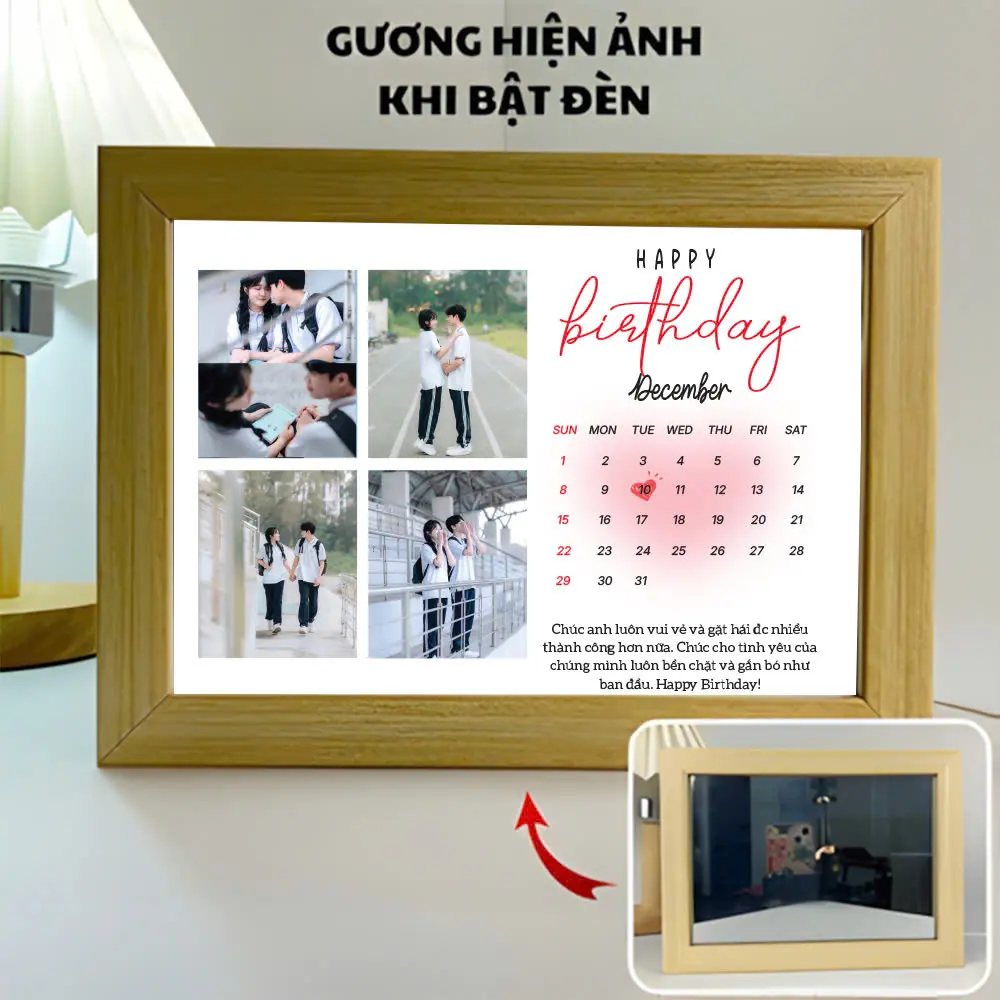 GƯƠNG HIỆN ẢNH
KHI BẬT ĐÈN
HAPPY
birthday
December
SUN MON TUE WED THU FRI SAT
1 2 3 4 5 6 7
8 9 10 11 12 13 14
15 16 17 18 19 20 21
22 23 24 25 26 27 28
29 30 31
Chúc anh luôn vui vẻ và gặt hái đc nhiều
thành công hơn nữa. Chúc cho tình yêu của
chúng mình luôn bền chặt và gắn bó như
ban đầu. Happy Birthday!